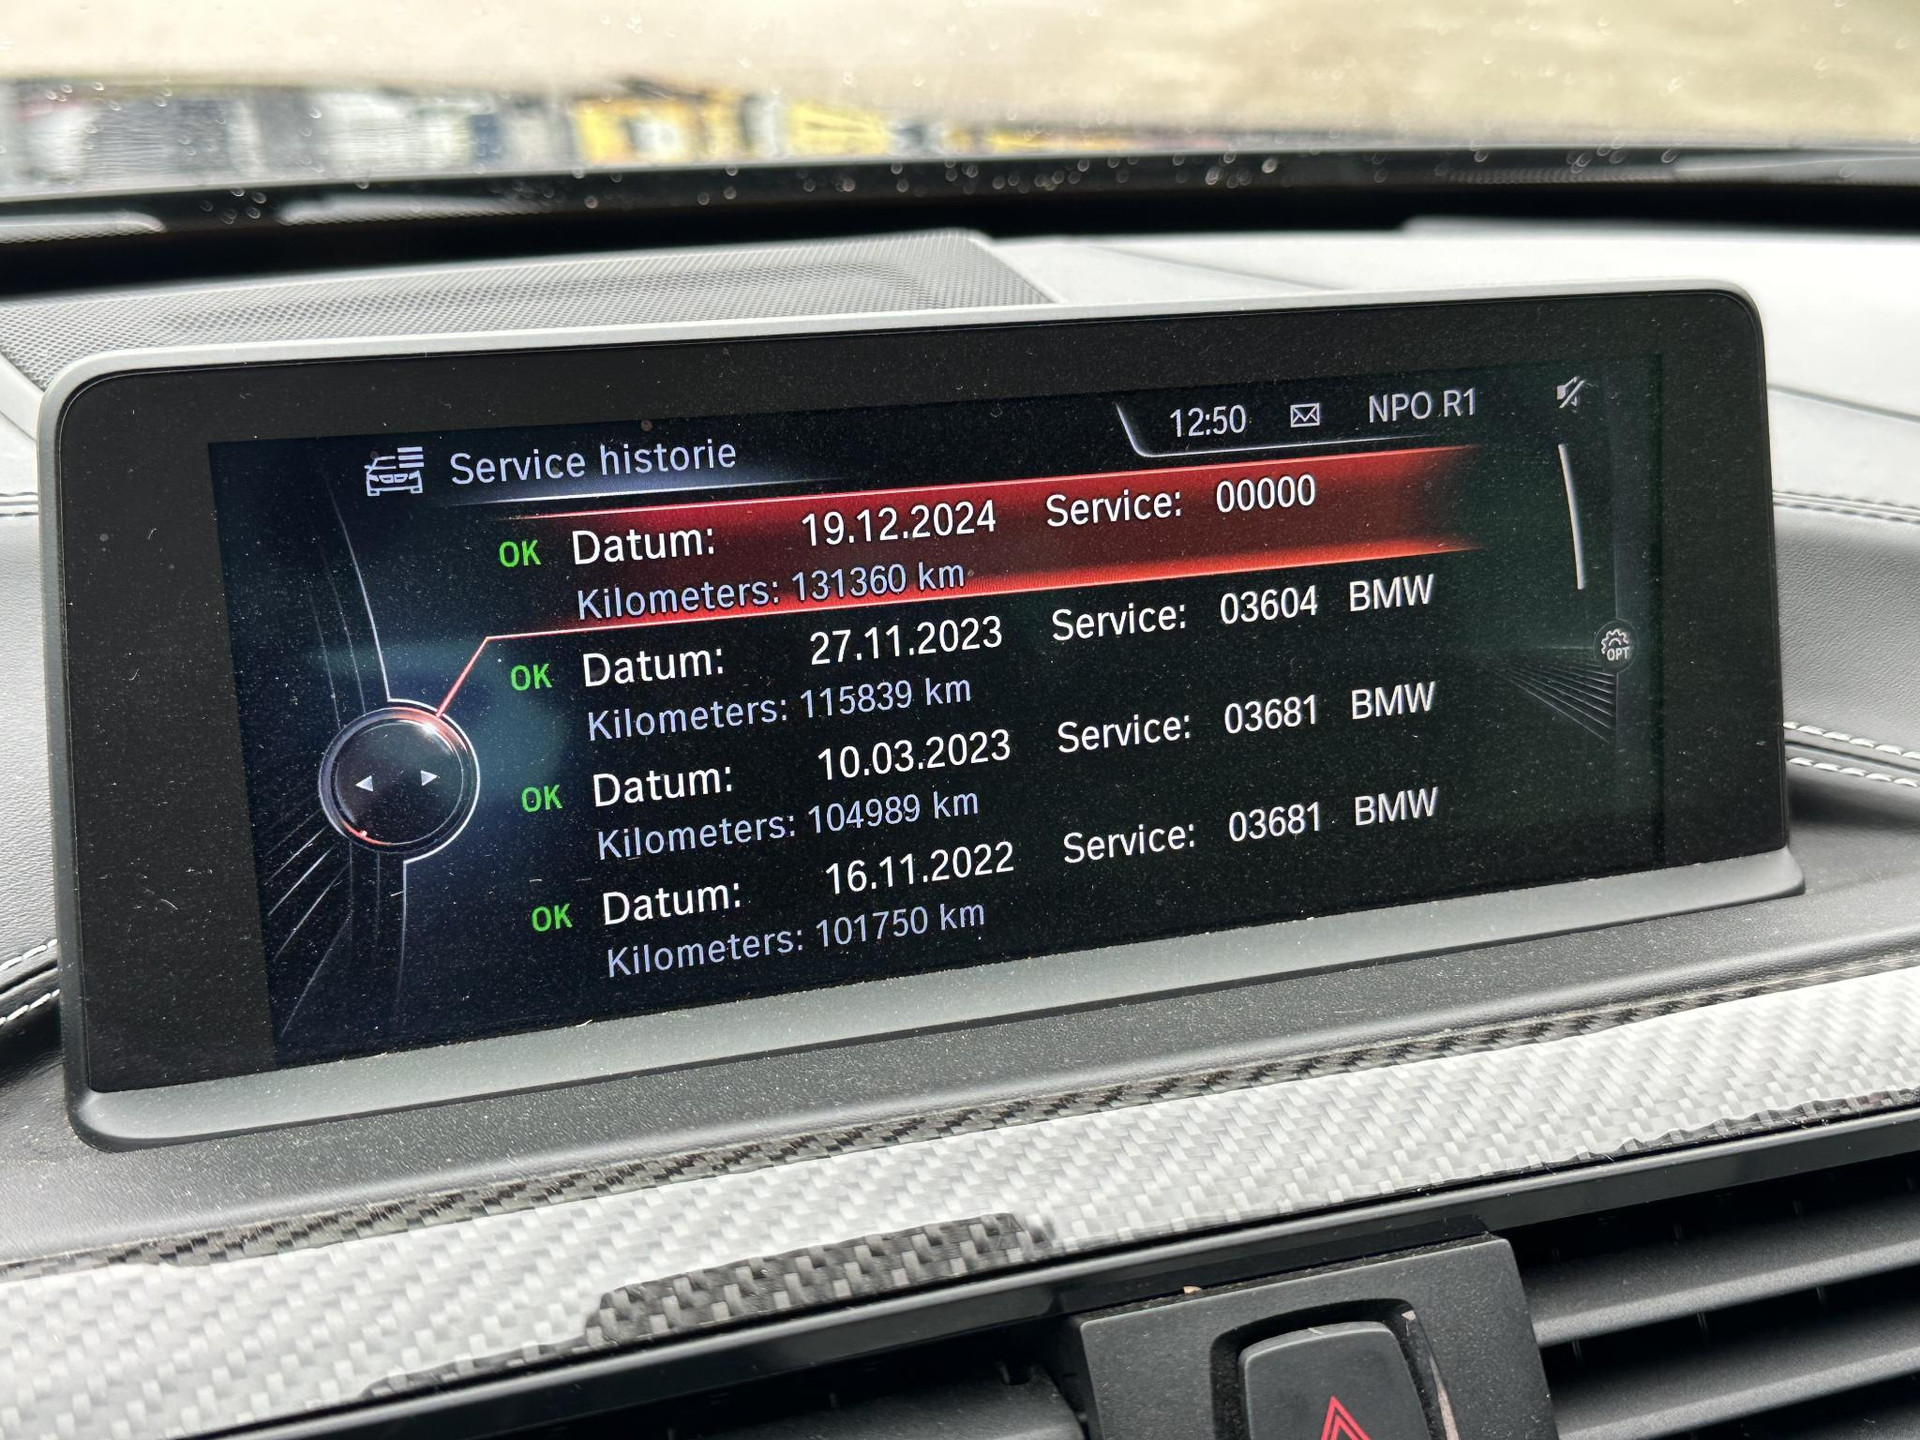 Service historie
12:50 NPO R1
OK Datum: 19.12.2024 Service: 00000
Kilometers: 131360 km
OK Datum: 27.11.2023 Service: 03604 BMW
Kilometers: 115839 km
OK Datum: 10.03.2023 Service: 03681 BMW
Kilometers: 104989 km
OK Datum: 16.11.2022 Service: 03681 BMW
Kilometers: 101750 km
OPT